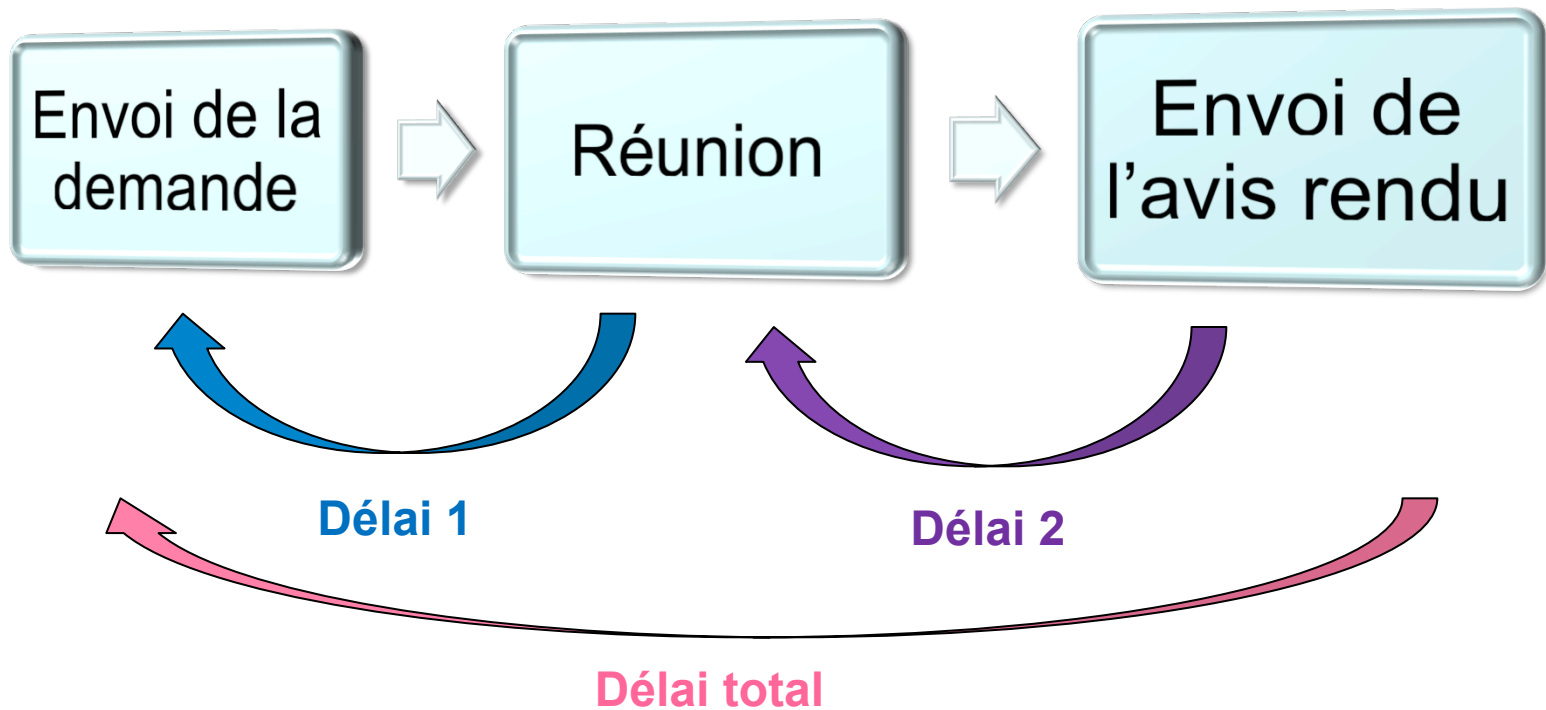 Envoi de la
demande
Réunion
Envoi de
l’avis rendu
Délai 1
Délai 2
Délai total